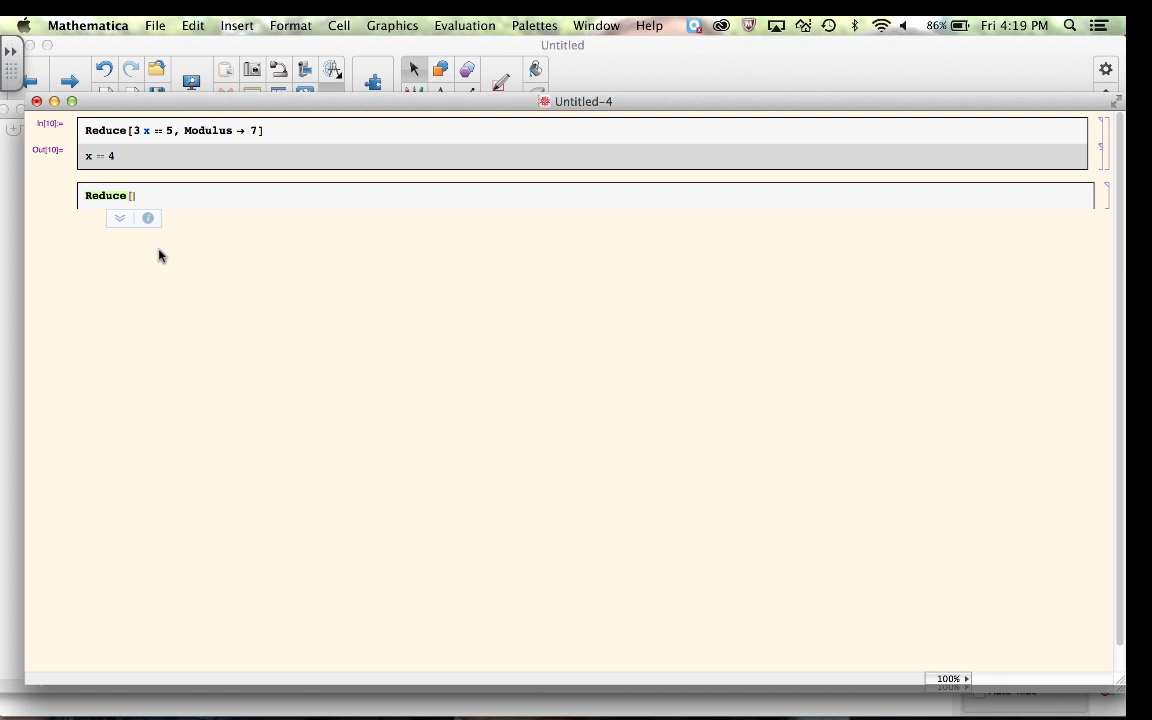 Mathematica File Edit Insert Format Cell Graphics Evaluation Palettes Window Help 86% Fri 4:19 PM
Untitled
Untitled-4
In[10]:= Reduce[3 x == 5, Modulus → 7]
Out[10]= x == 4
Reduce[
100%
100%